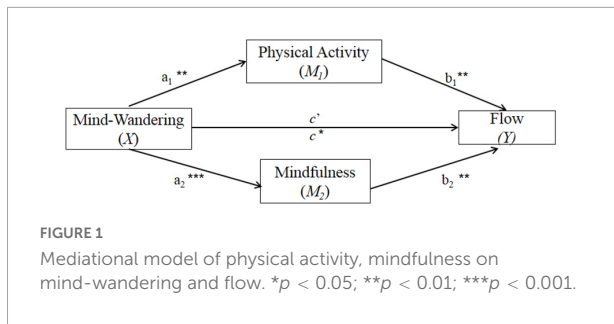 Physical Activity
(M₁)
a₁ **
b₁**
Mind-Wandering
(X)
c'
c *
Flow
(Y)
a₂ ***
Mindfulness
(M₂)
b₂ **
FIGURE 1
Mediational model of physical activity, mindfulness on
mind-wandering and flow. *p < 0.05; **p < 0.01; ***p < 0.001.